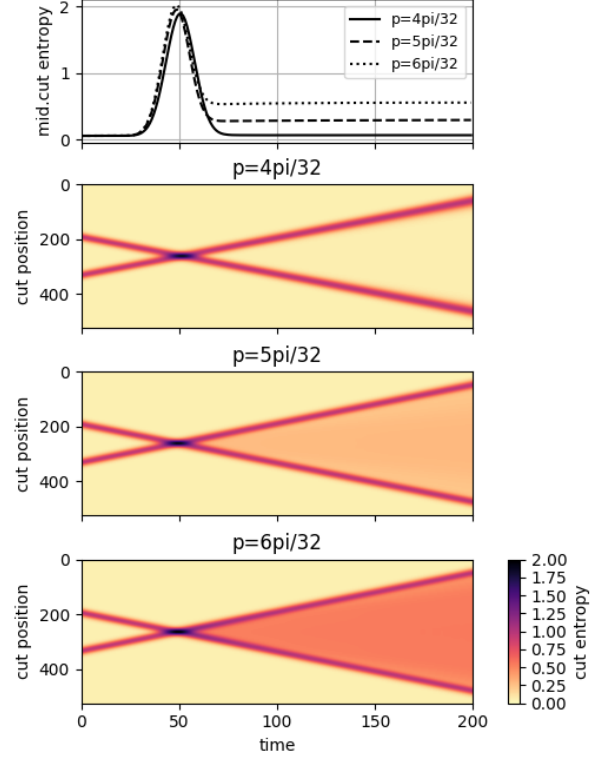 2
1
0
mid.cut entropy
p=4pi/32
p=5pi/32
p=6pi/32
p=4pi/32
0
200
400
cut position
p=5pi/32
0
200
400
cut position
p=6pi/32
0
200
400
cut position
0 50 100 150 200
time
2.00
1.75
1.50
1.25
1.00
0.75
0.50
0.25
0.00
cut entropy